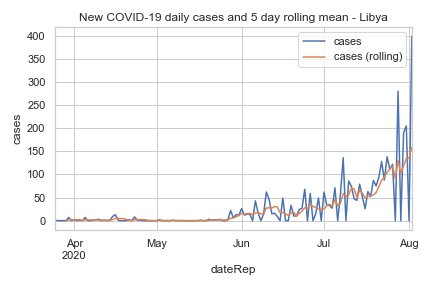 New COVID-19 daily cases and 5 day rolling mean - Libya
cases
cases (rolling)
400
350
300
250
200
150
100
50
0
cases
Apr
2020
May
Jun
Jul
Aug
dateRep